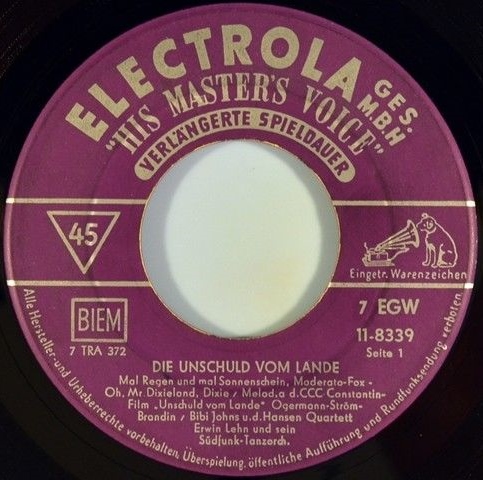 ELECTROLA GES. MBH
"HIS MASTER'S VOICE"
VERLÄNGERTE SPIELDAUER
45
Eingetr. Warenzeichen
BIEM
7 TRA 372
7 EGW
11-8339
Seite 1
DIE UNSCHULD VOM LANDE
Mal Regen und mal Sonnenschein, Moderato-Fox -
Oh, Mr. Dixieland, Dixie / Melod.a d.CCC Constantin-
Film „Unschuld vom Lande" Ogermann-Ström-
Brandin / Bibi Johns u.d.Hansen Quartett
Erwin Lehn und sein
Südfunk-Tanzorch.
Alle Hersteller-und Urheberrechte vorbehalten, Überspielung, öffentliche Aufführung und Rundfunksendung verboten.